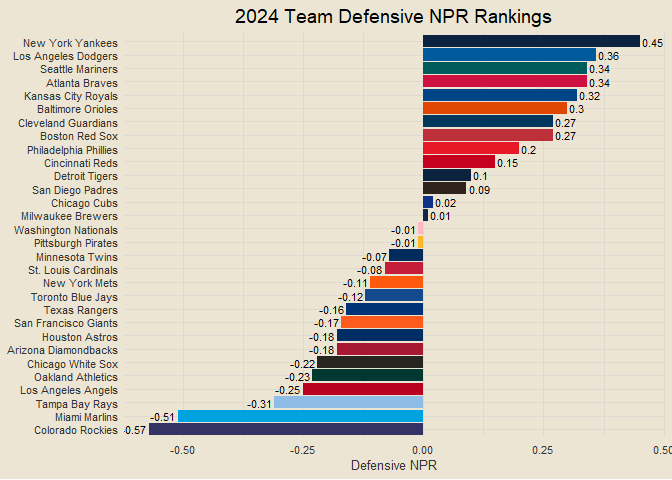 2024 Team Defensive NPR Rankings
New York Yankees 0.45
Los Angeles Dodgers 0.36
Seattle Mariners 0.34
Atlanta Braves 0.34
Kansas City Royals 0.32
Baltimore Orioles 0.3
Cleveland Guardians 0.27
Boston Red Sox 0.27
Philadelphia Phillies 0.2
Cincinnati Reds 0.15
Detroit Tigers 0.1
San Diego Padres 0.09
Chicago Cubs 0.02
Milwaukee Brewers 0.01
Washington Nationals -0.01
Pittsburgh Pirates -0.01
Minnesota Twins -0.07
St. Louis Cardinals -0.08
New York Mets -0.11
Toronto Blue Jays -0.12
Texas Rangers -0.16
San Francisco Giants -0.17
Houston Astros -0.18
Arizona Diamondbacks -0.18
Chicago White Sox -0.22
Oakland Athletics -0.23
Los Angeles Angels -0.25
Tampa Bay Rays -0.31
Miami Marlins -0.51
Colorado Rockies -0.57
-0.50 -0.25 0.00 0.25 0.50
Defensive NPR